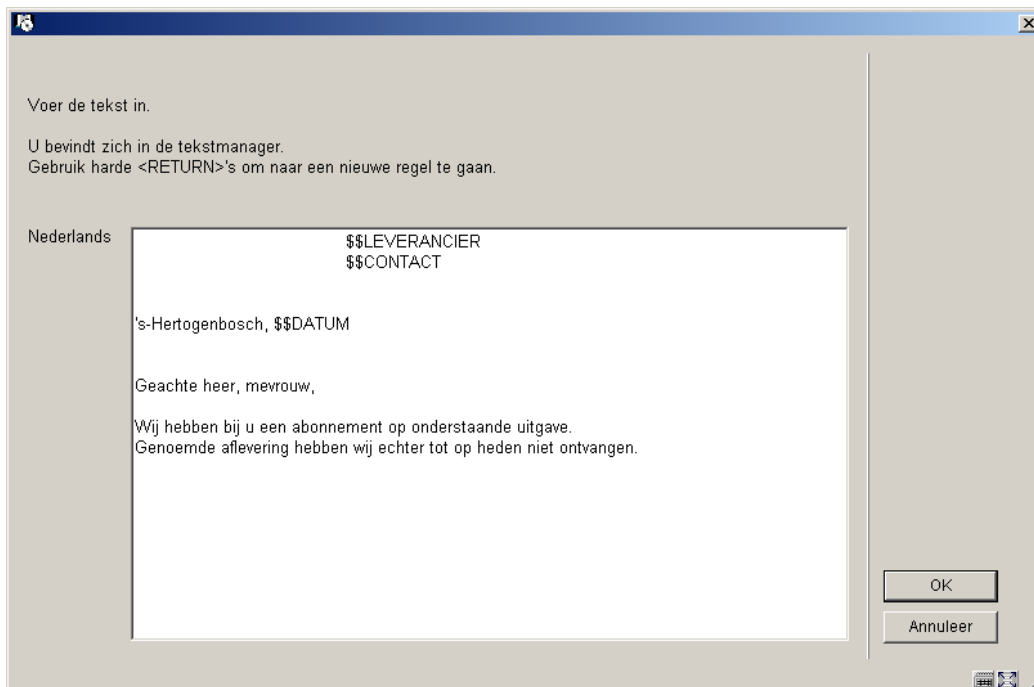 Voer de tekst in.
U bevindt zich in de tekstmanager.
Gebruik harde <RETURN>'s om naar een nieuwe regel te gaan.
Nederlands
$$LEVERANCIER
$$CONTACT
's-Hertogenbosch, $$DATUM
Geachte heer, mevrouw,
Wij hebben bij u een abonnement op onderstaande uitgave.
Genoemde aflevering hebben wij echter tot op heden niet ontvangen.
OK
Annuleer